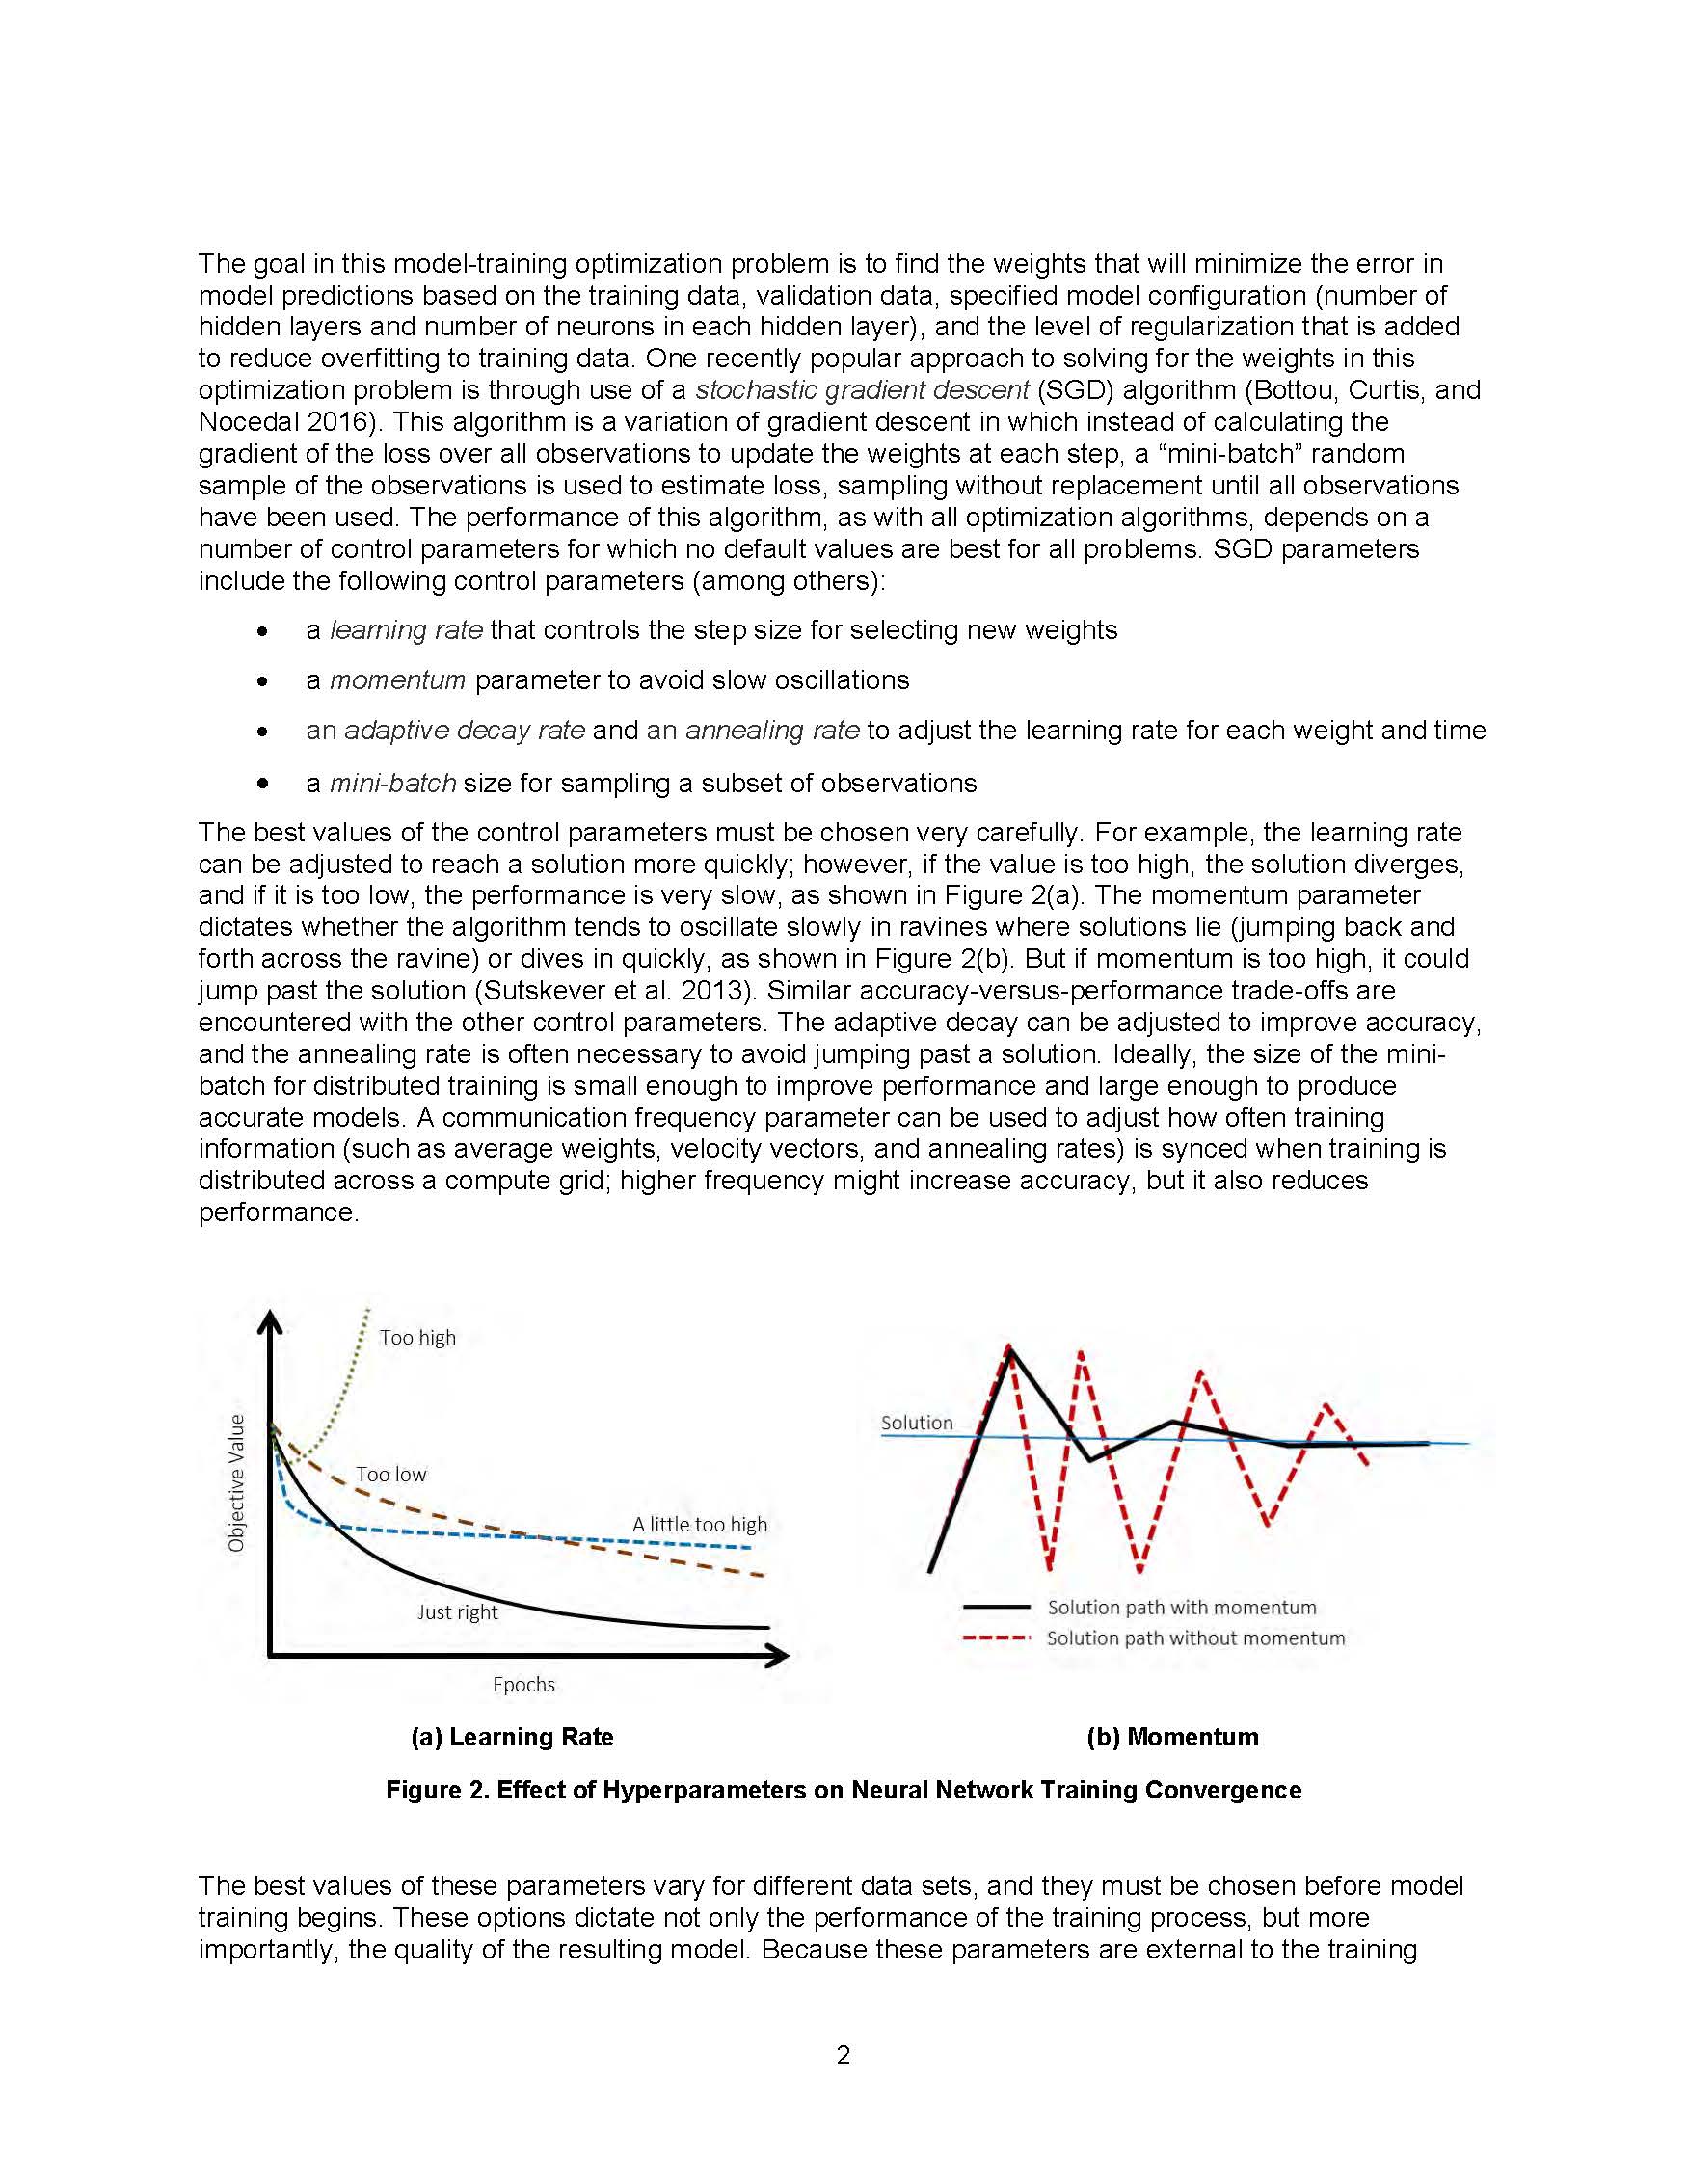 The goal in this model-training optimization problem is to find the weights that will minimize the error in
model predictions based on the training data, validation data, specified model configuration (number of
hidden layers and number of neurons in each hidden layer), and the level of regularization that is added
to reduce overfitting to training data. One recently popular approach to solving for the weights in this
optimization problem is through use of a stochastic gradient descent (SGD) algorithm (Bottou, Curtis, and
Nocedal 2016). This algorithm is a variation of gradient descent in which instead of calculating the
gradient of the loss over all observations to update the weights at each step, a “mini-batch” random
sample of the observations is used to estimate loss, sampling without replacement until all observations
have been used. The performance of this algorithm, as with all optimization algorithms, depends on a
number of control parameters for which no default values are best for all problems. SGD parameters
include the following control parameters (among others):
• a learning rate that controls the step size for selecting new weights
• a momentum parameter to avoid slow oscillations
• an adaptive decay rate and an annealing rate to adjust the learning rate for each weight and time
• a mini-batch size for sampling a subset of observations
The best values of the control parameters must be chosen very carefully. For example, the learning rate
can be adjusted to reach a solution more quickly; however, if the value is too high, the solution diverges,
and if it is too low, the performance is very slow, as shown in Figure 2(a). The momentum parameter
dictates whether the algorithm tends to oscillate slowly in ravines where solutions lie (jumping back and
forth across the ravine) or dives in quickly, as shown in Figure 2(b). But if momentum is too high, it could
jump past the solution (Sutskever et al. 2013). Similar accuracy-versus-performance trade-offs are
encountered with the other control parameters. The adaptive decay can be adjusted to improve accuracy,
and the annealing rate is often necessary to avoid jumping past a solution. Ideally, the size of the mini-
batch for distributed training is small enough to improve performance and large enough to produce
accurate models. A communication frequency parameter can be used to adjust how often training
information (such as average weights, velocity vectors, and annealing rates) is synced when training is
distributed across a compute grid; higher frequency might increase accuracy, but it also reduces
performance.
Objective Value
Too high
Too low
A little too high
Just right
Epochs
(a) Learning Rate
Solution
Solution path with momentum
Solution path without momentum
(b) Momentum
Figure 2. Effect of Hyperparameters on Neural Network Training Convergence
The best values of these parameters vary for different data sets, and they must be chosen before model
training begins. These options dictate not only the performance of the training process, but more
importantly, the quality of the resulting model. Because these parameters are external to the training
2